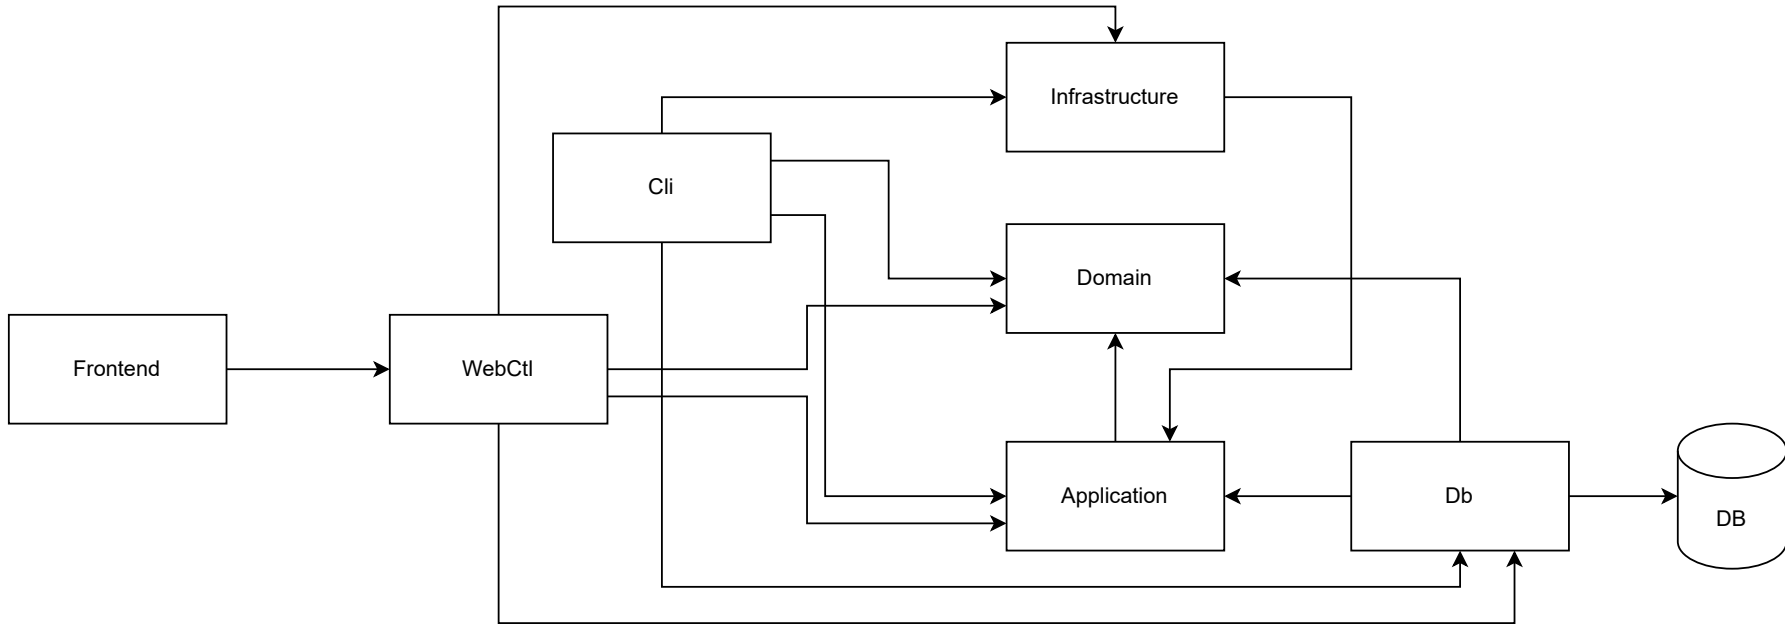 Infrastructure
Cli
Domain
Frontend
WebCtl
Application
Db
DB